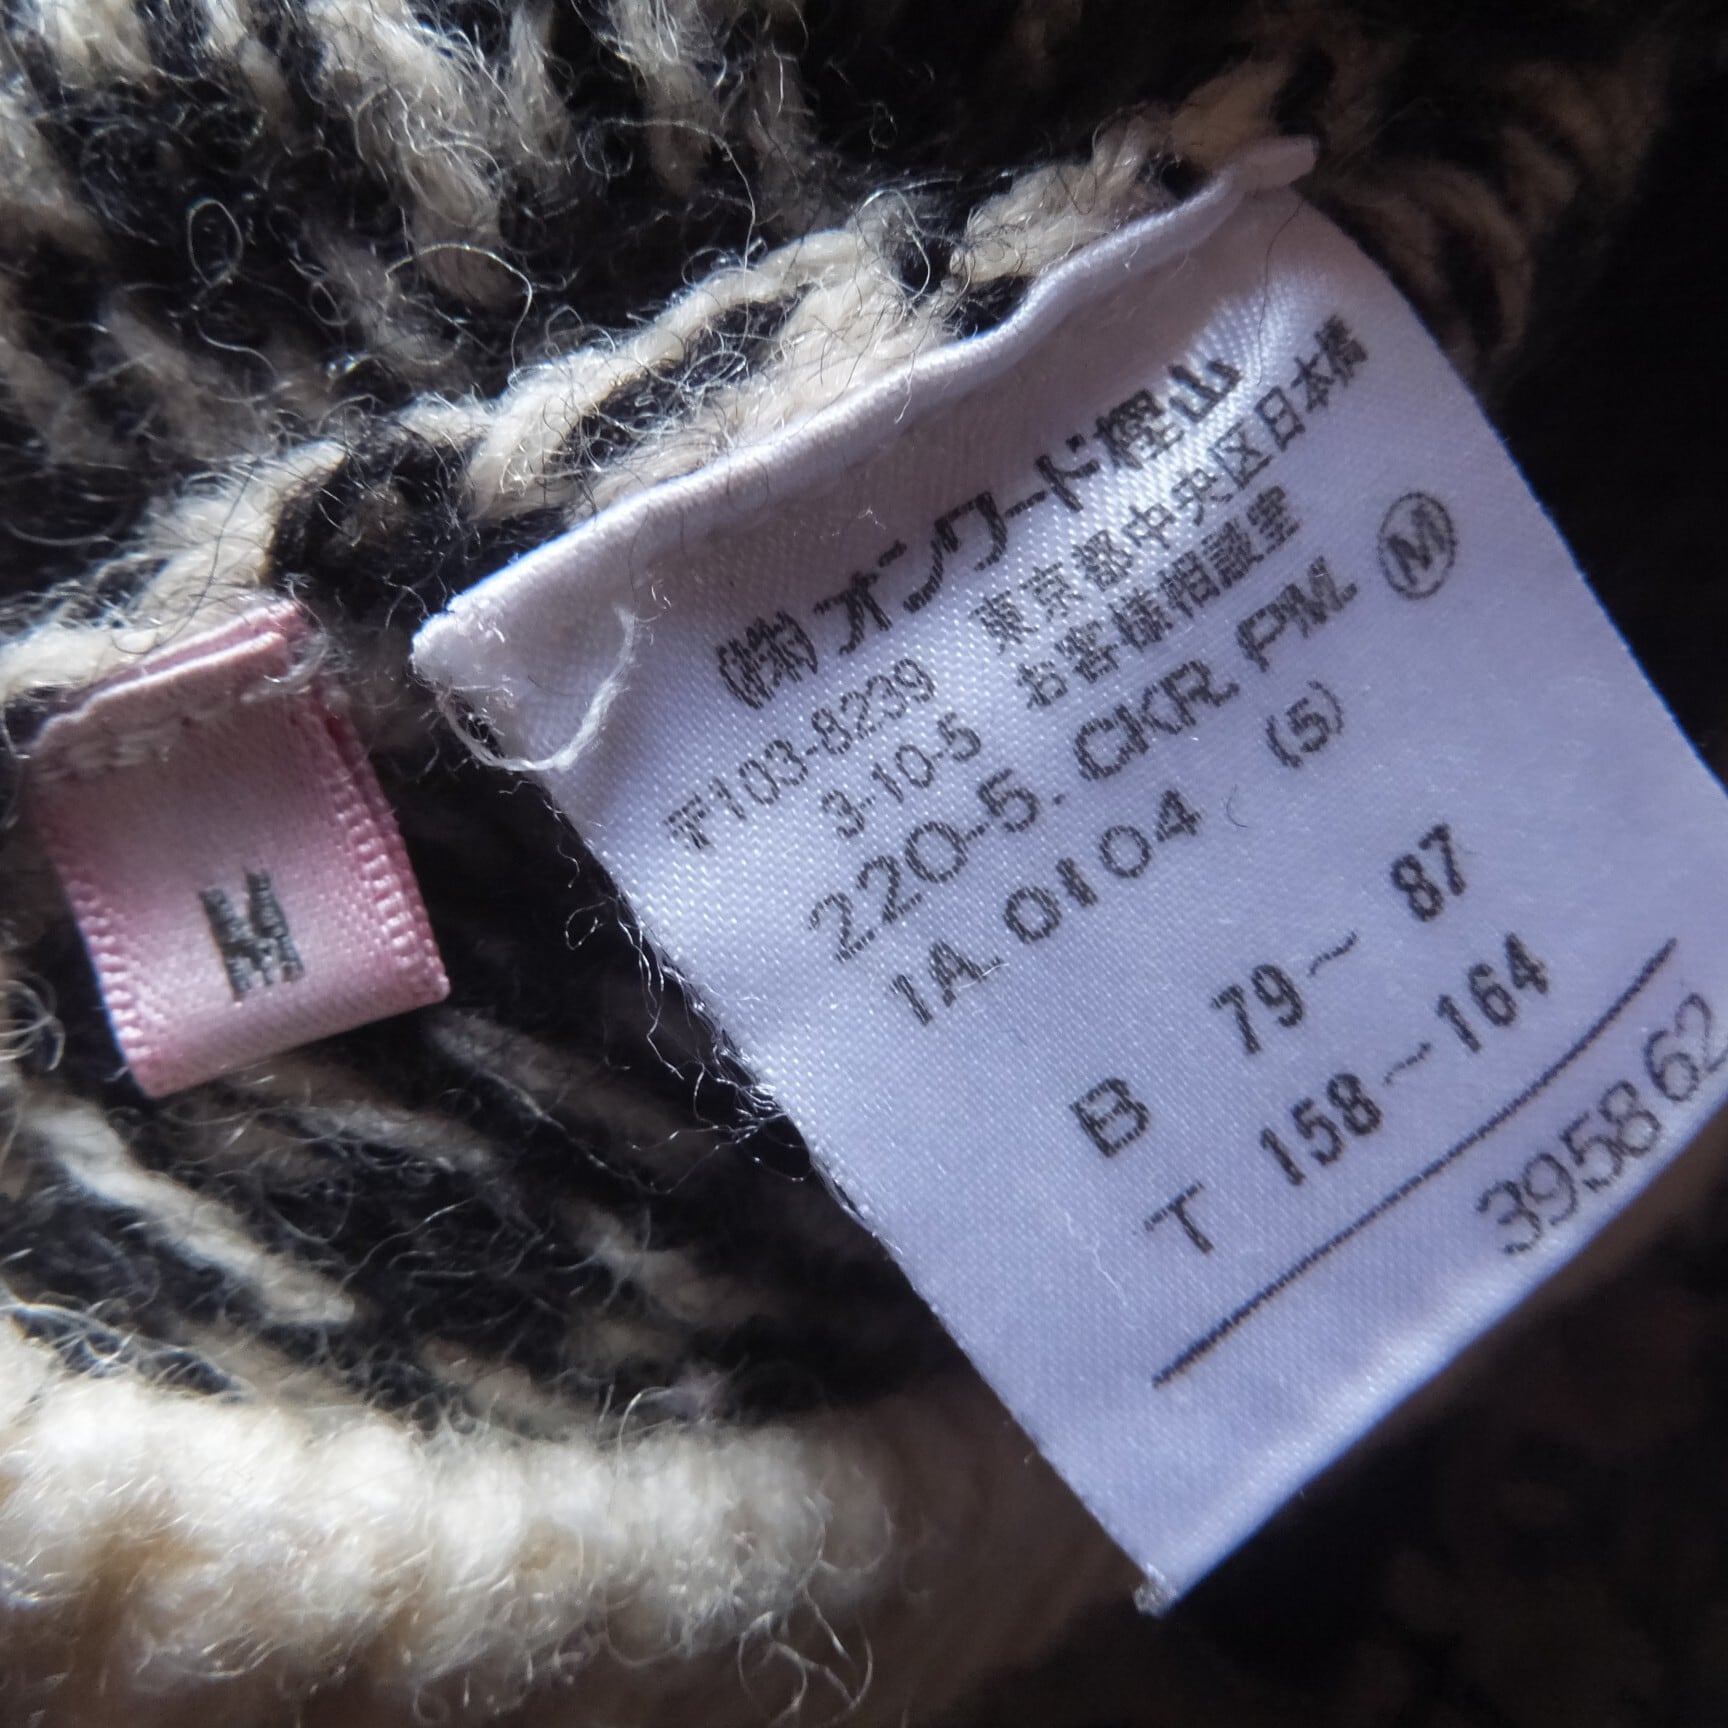 M
㈱オンワード樫山
〒103-8239 東京都中央区日本橋
3-10-5 お客様相談室
220-5. CKR PM. Ⓜ
1A. 0104 (5)
B 79～ 87
T 158～164
395862